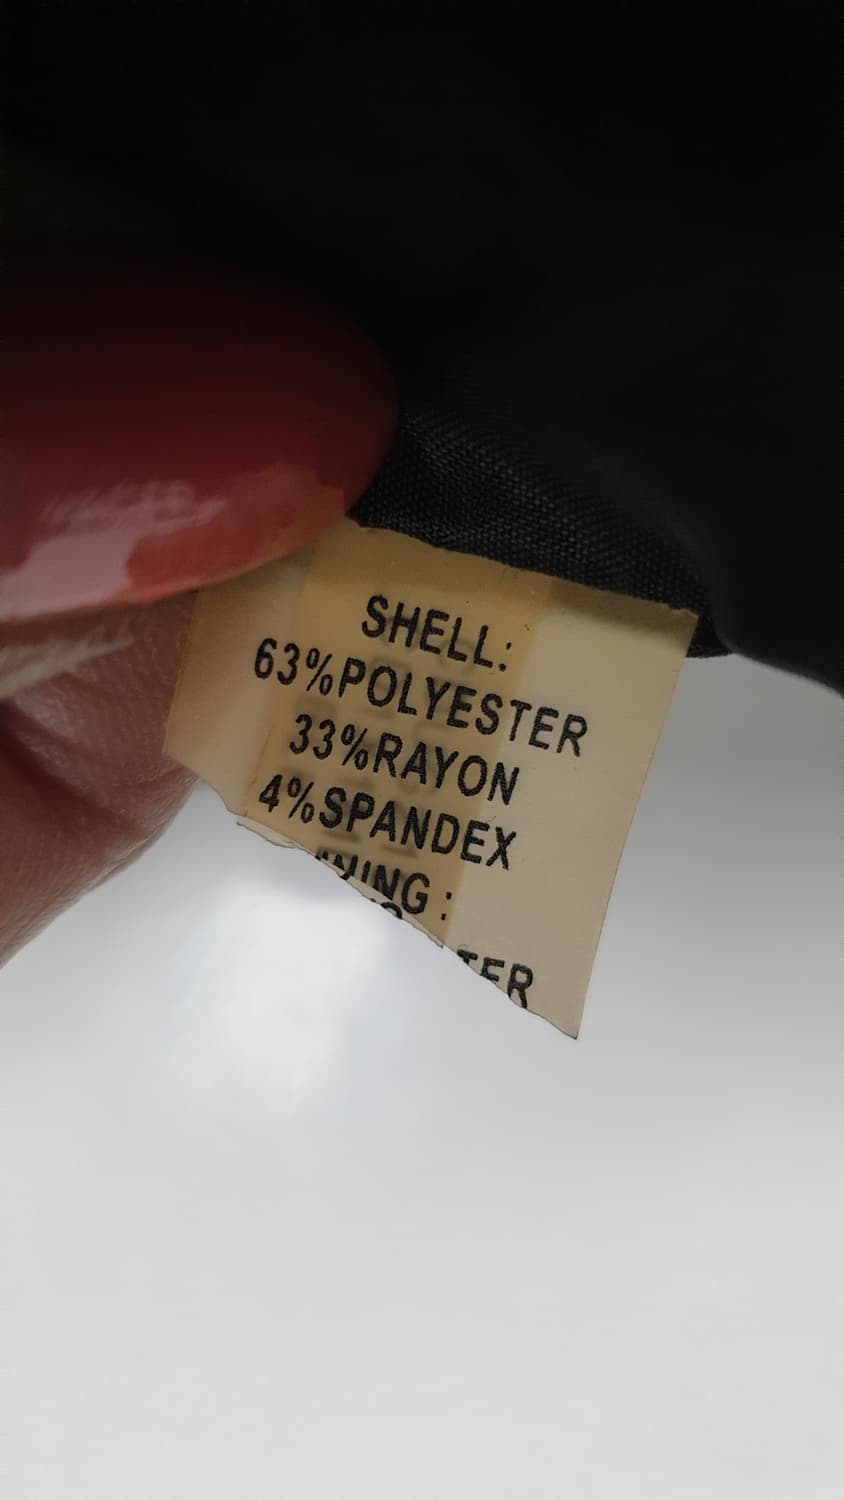 SHELL:
63%POLYESTER
33%RAYON
4%SPANDEX